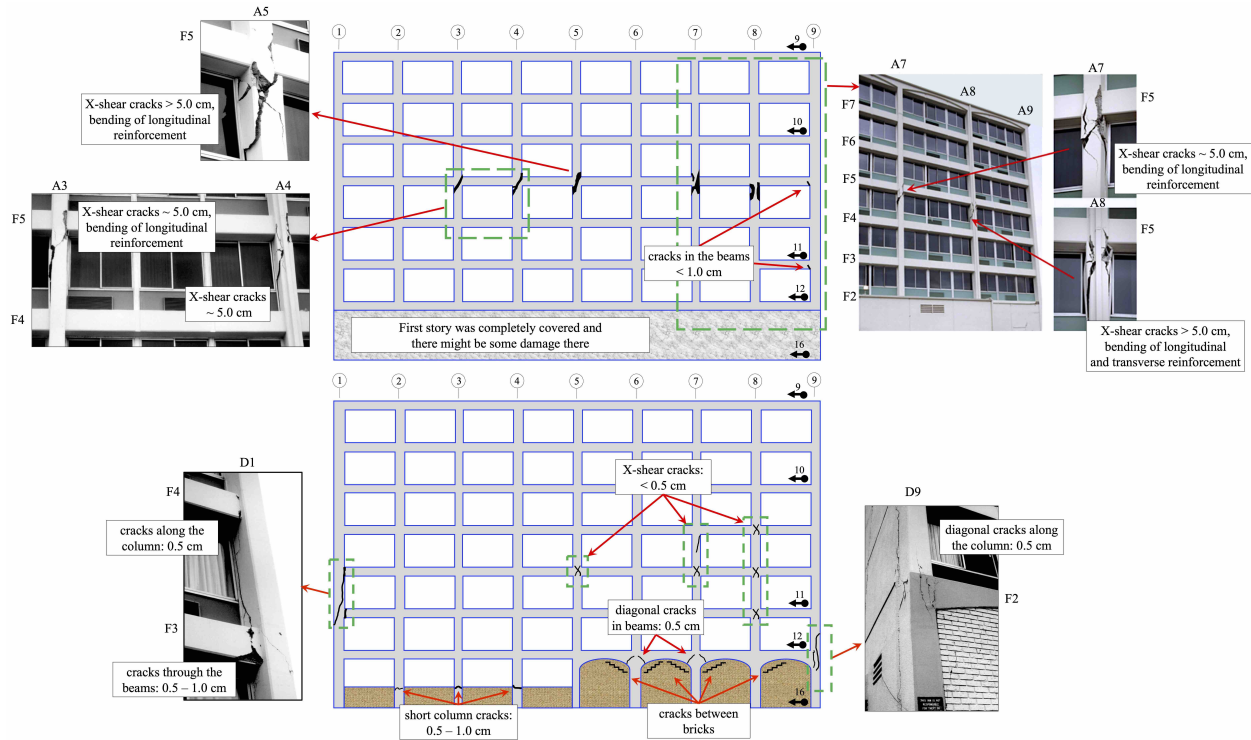 A5
F5
X-shear cracks > 5.0 cm,
bending of longitudinal
reinforcement
1 2 3 4 5 6 7 8 9
9
10
11
12
16
A3
A4
F5
X-shear cracks ~ 5.0 cm,
bending of longitudinal
reinforcement
X-shear cracks
~ 5.0 cm
F4
cracks in the beams
< 1.0 cm
First story was completely covered and
there might be some damage there
A7
A8
A9
F7
F6
F5
F4
F3
F2
A7
F5
X-shear cracks ~ 5.0 cm,
bending of longitudinal
reinforcement
A8
F5
X-shear cracks > 5.0 cm,
bending of longitudinal
and transverse reinforcement
1 2 3 4 5 6 7 8 9
9
10
11
12
16
D1
F4
cracks along the
column: 0.5 cm
F3
cracks through the
beams: 0.5 – 1.0 cm
X-shear cracks:
< 0.5 cm
diagonal cracks
in beams: 0.5 cm
short column cracks:
0.5 – 1.0 cm
cracks between
bricks
D9
diagonal cracks along
the column: 0.5 cm
F2